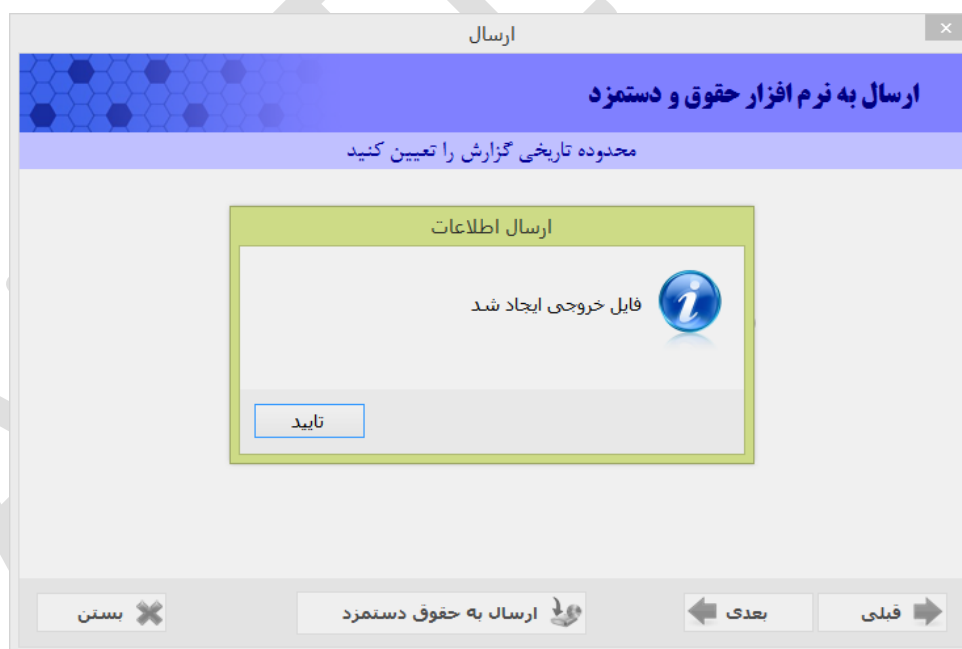 ارسال
ارسال به نرم افزار حقوق و دستمزد
محدوده تاریخی گزارش را تعیین کنید
ارسال اطلاعات
فایل خروجی ایجاد شد
تایید
قبلی
بعدی
ارسال به حقوق دستمزد
بستن